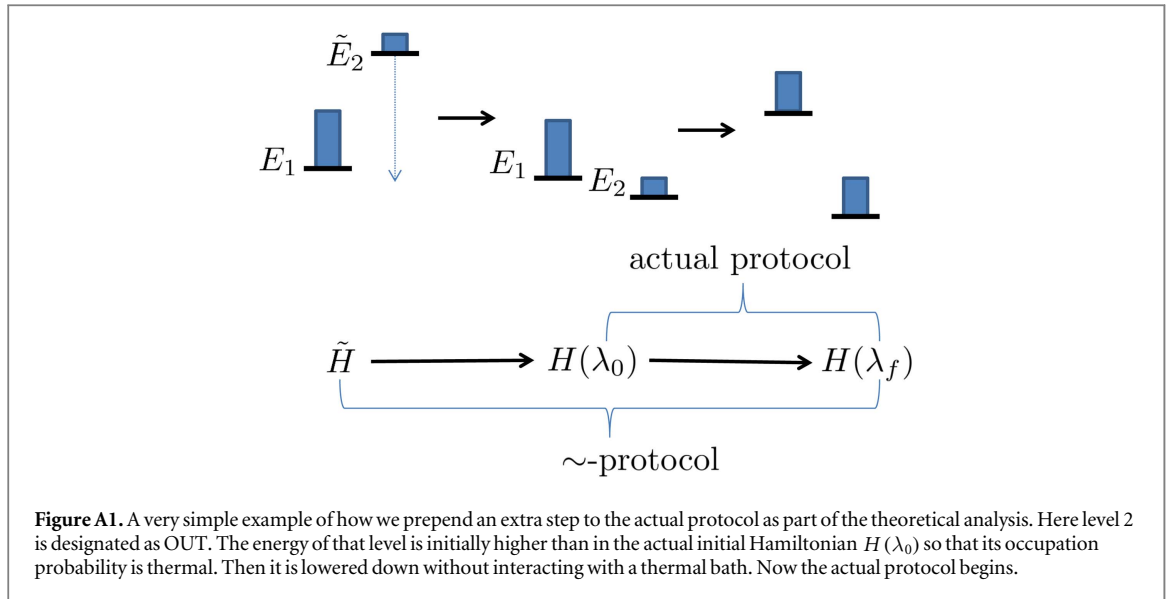 Ẽ₂
E₁
E₁
E₂
actual protocol
H̃
H(λ₀)
H(λ_f)
∼-protocol
Figure A1. A very simple example of how we prepend an extra step to the actual protocol as part of the theoretical analysis. Here level 2
is designated as OUT. The energy of that level is initially higher than in the actual initial Hamiltonian H(λ₀) so that its occupation
probability is thermal. Then it is lowered down without interacting with a thermal bath. Now the actual protocol begins.